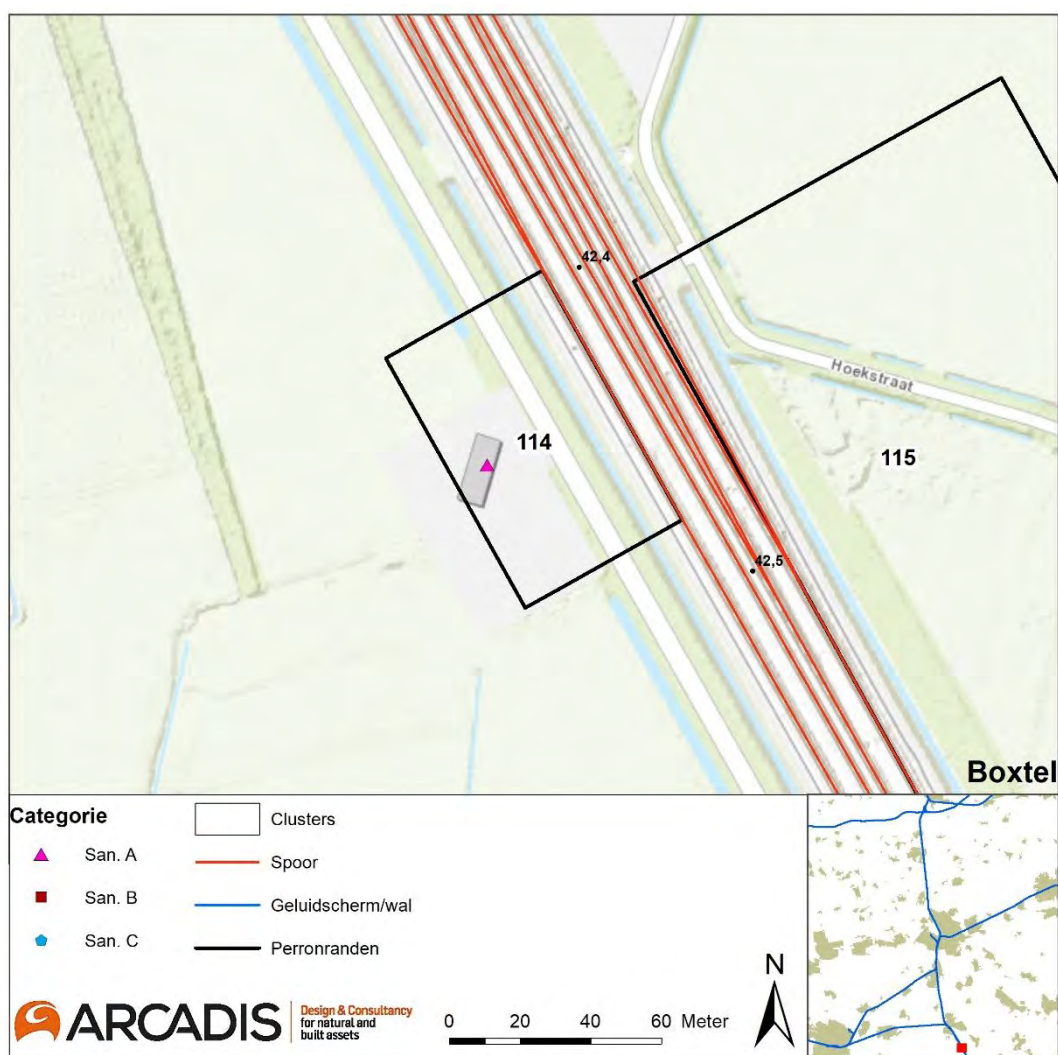 42,4
Hoekstraat
114
115
42,5
Boxtel
Categorie
San. A
San. B
San. C
Clusters
Spoor
Geluidscherm/wal
Perronranden
N
ARCADIS
Design & Consultancy
for natural and
built assets
0 20 40 60 Meter